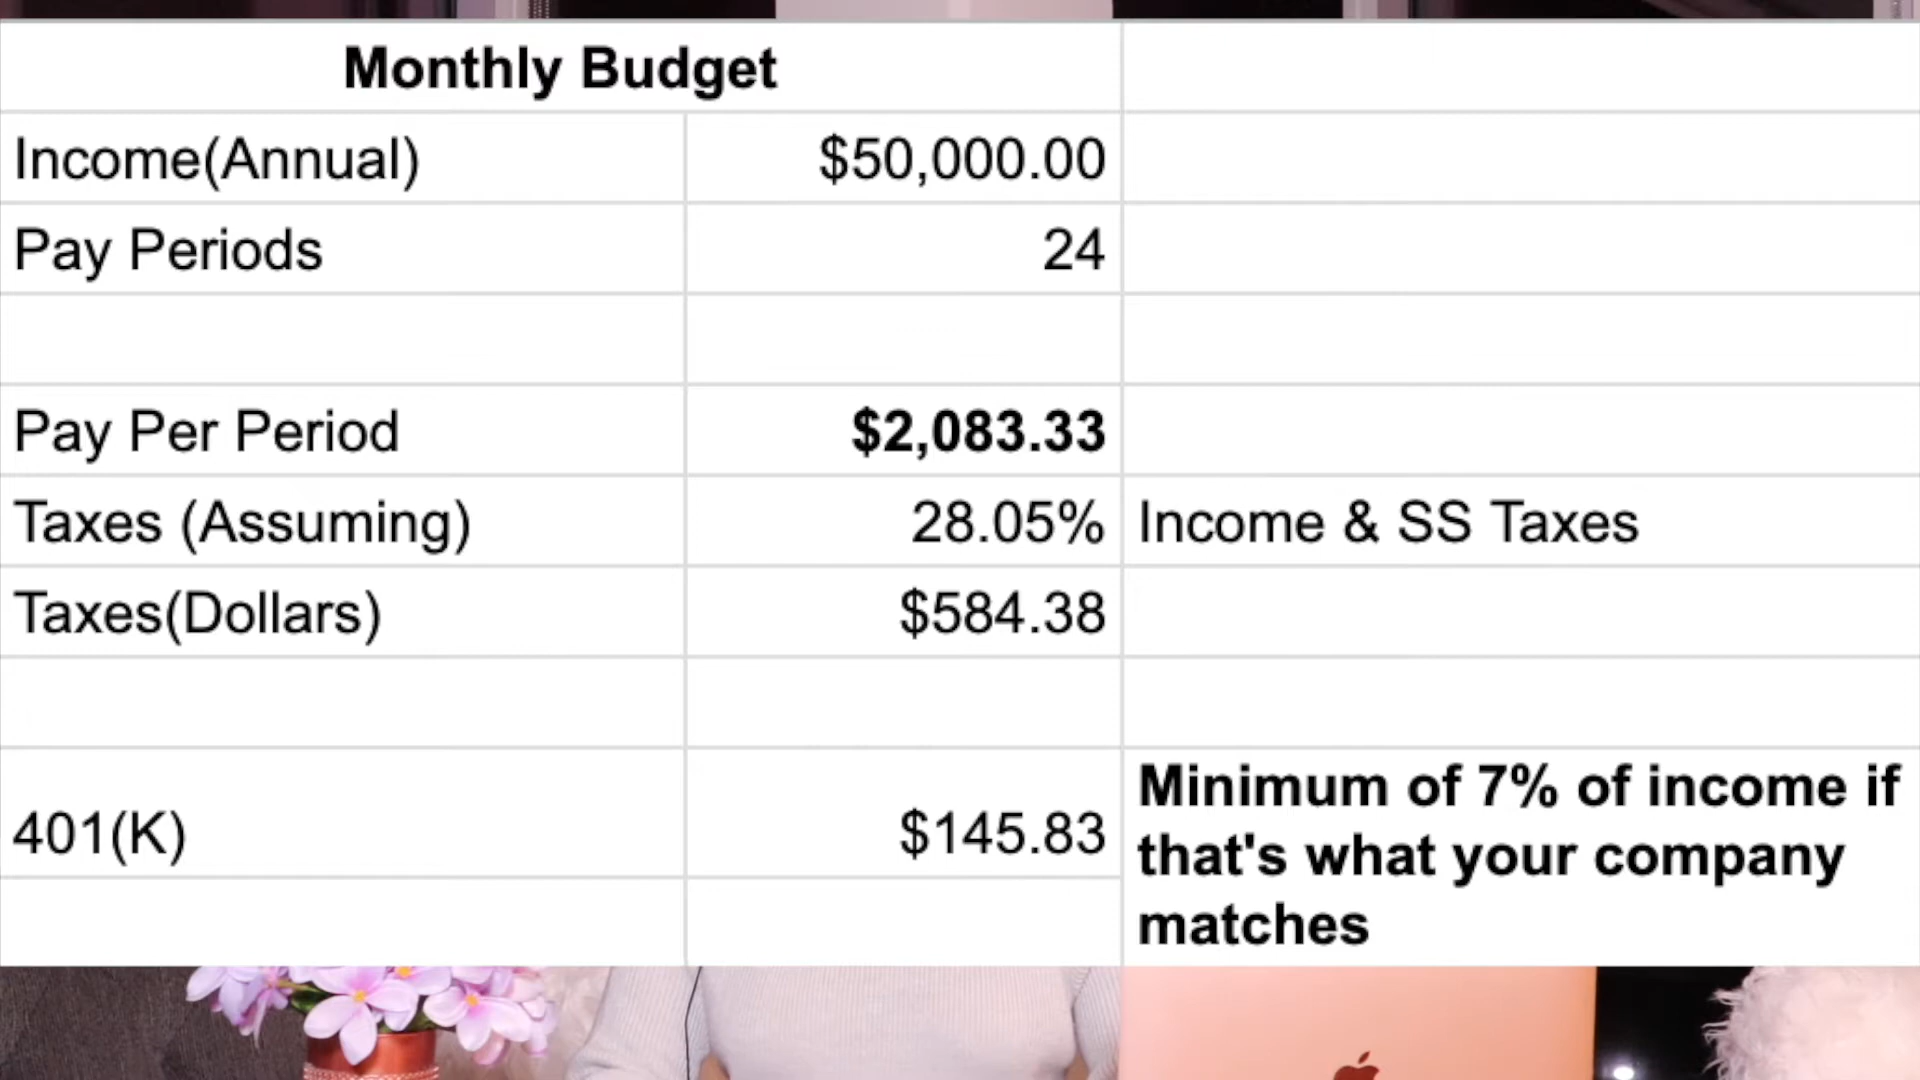 Monthly Budget
Income(Annual) $50,000.00
Pay Periods 24
Pay Per Period $2,083.33
Taxes (Assuming) 28.05% Income & SS Taxes
Taxes(Dollars) $584.38
401(K) $145.83
Minimum of 7% of income if
that's what your company
matches